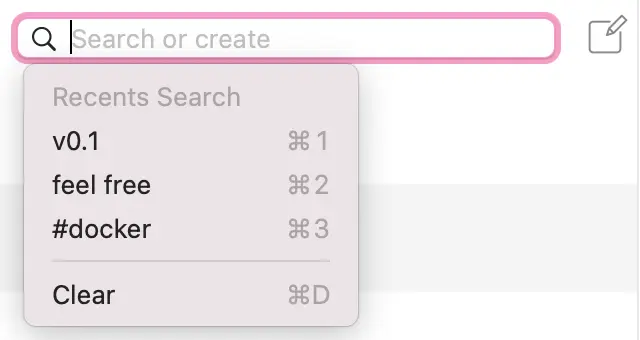 Search or create
Recents Search
v0.1 ⌘1
feel free ⌘2
#docker ⌘3
Clear ⌘D